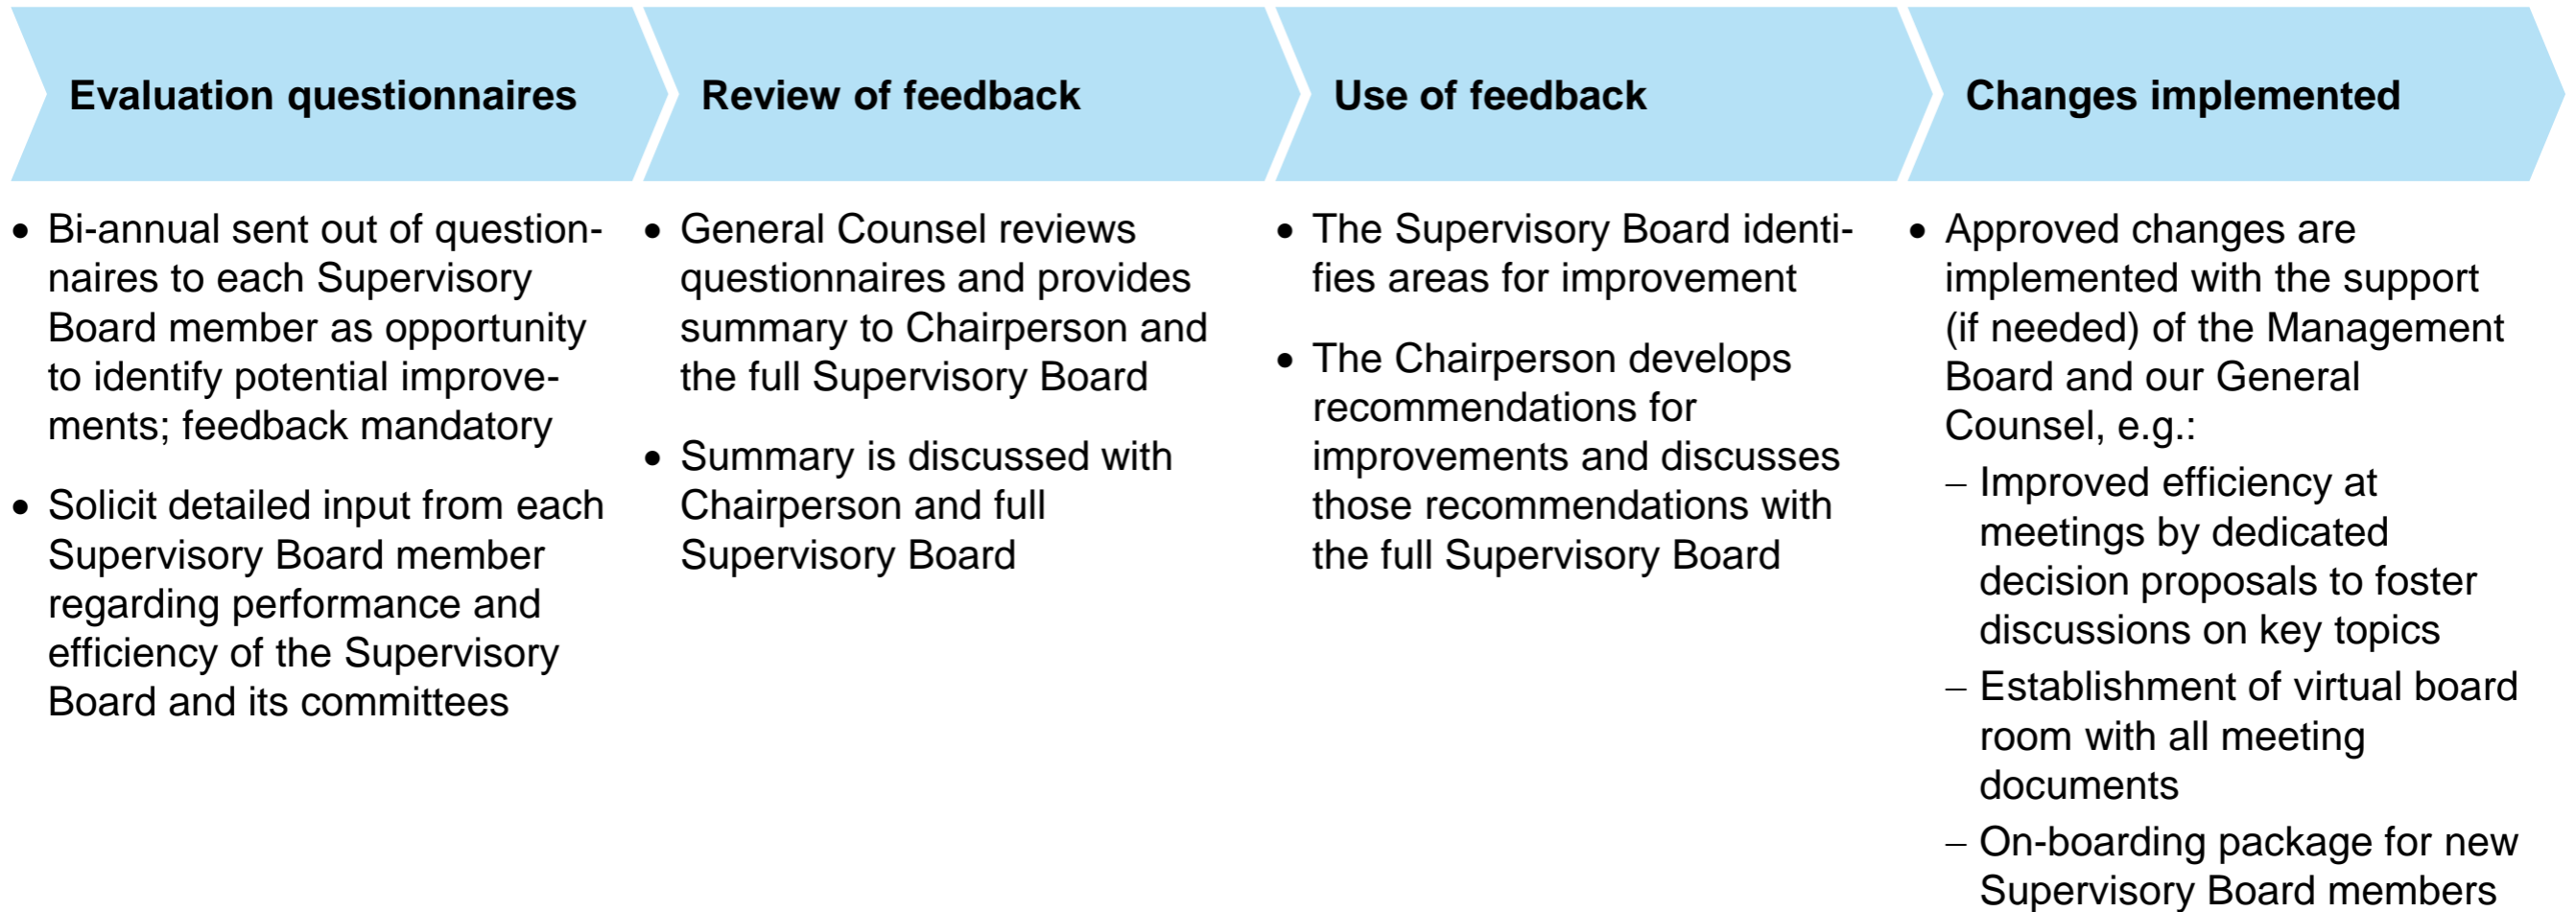 Evaluation questionnaires
• Bi-annual sent out of question-
naires to each Supervisory
Board member as opportunity
to identify potential improve-
ments; feedback mandatory
• Solicit detailed input from each
Supervisory Board member
regarding performance and
efficiency of the Supervisory
Board and its committees
Review of feedback
• General Counsel reviews
questionnaires and provides
summary to Chairperson and
the full Supervisory Board
• Summary is discussed with
Chairperson and full
Supervisory Board
Use of feedback
• The Supervisory Board identi-
fies areas for improvement
• The Chairperson develops
recommendations for
improvements and discusses
those recommendations with
the full Supervisory Board
Changes implemented
• Approved changes are
implemented with the support
(if needed) of the Management
Board and our General
Counsel, e.g.:
– Improved efficiency at
meetings by dedicated
decision proposals to foster
discussions on key topics
– Establishment of virtual board
room with all meeting
documents
– On-boarding package for new
Supervisory Board members